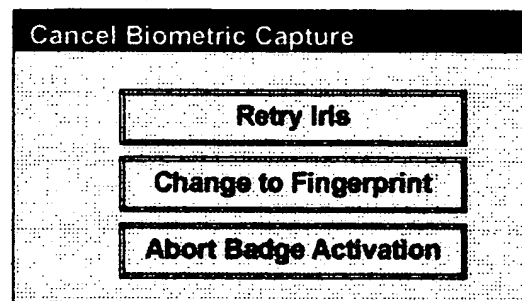 Cancel Biometric Capture
Retry Iris
Change to Fingerprint
Abort Badge Activation